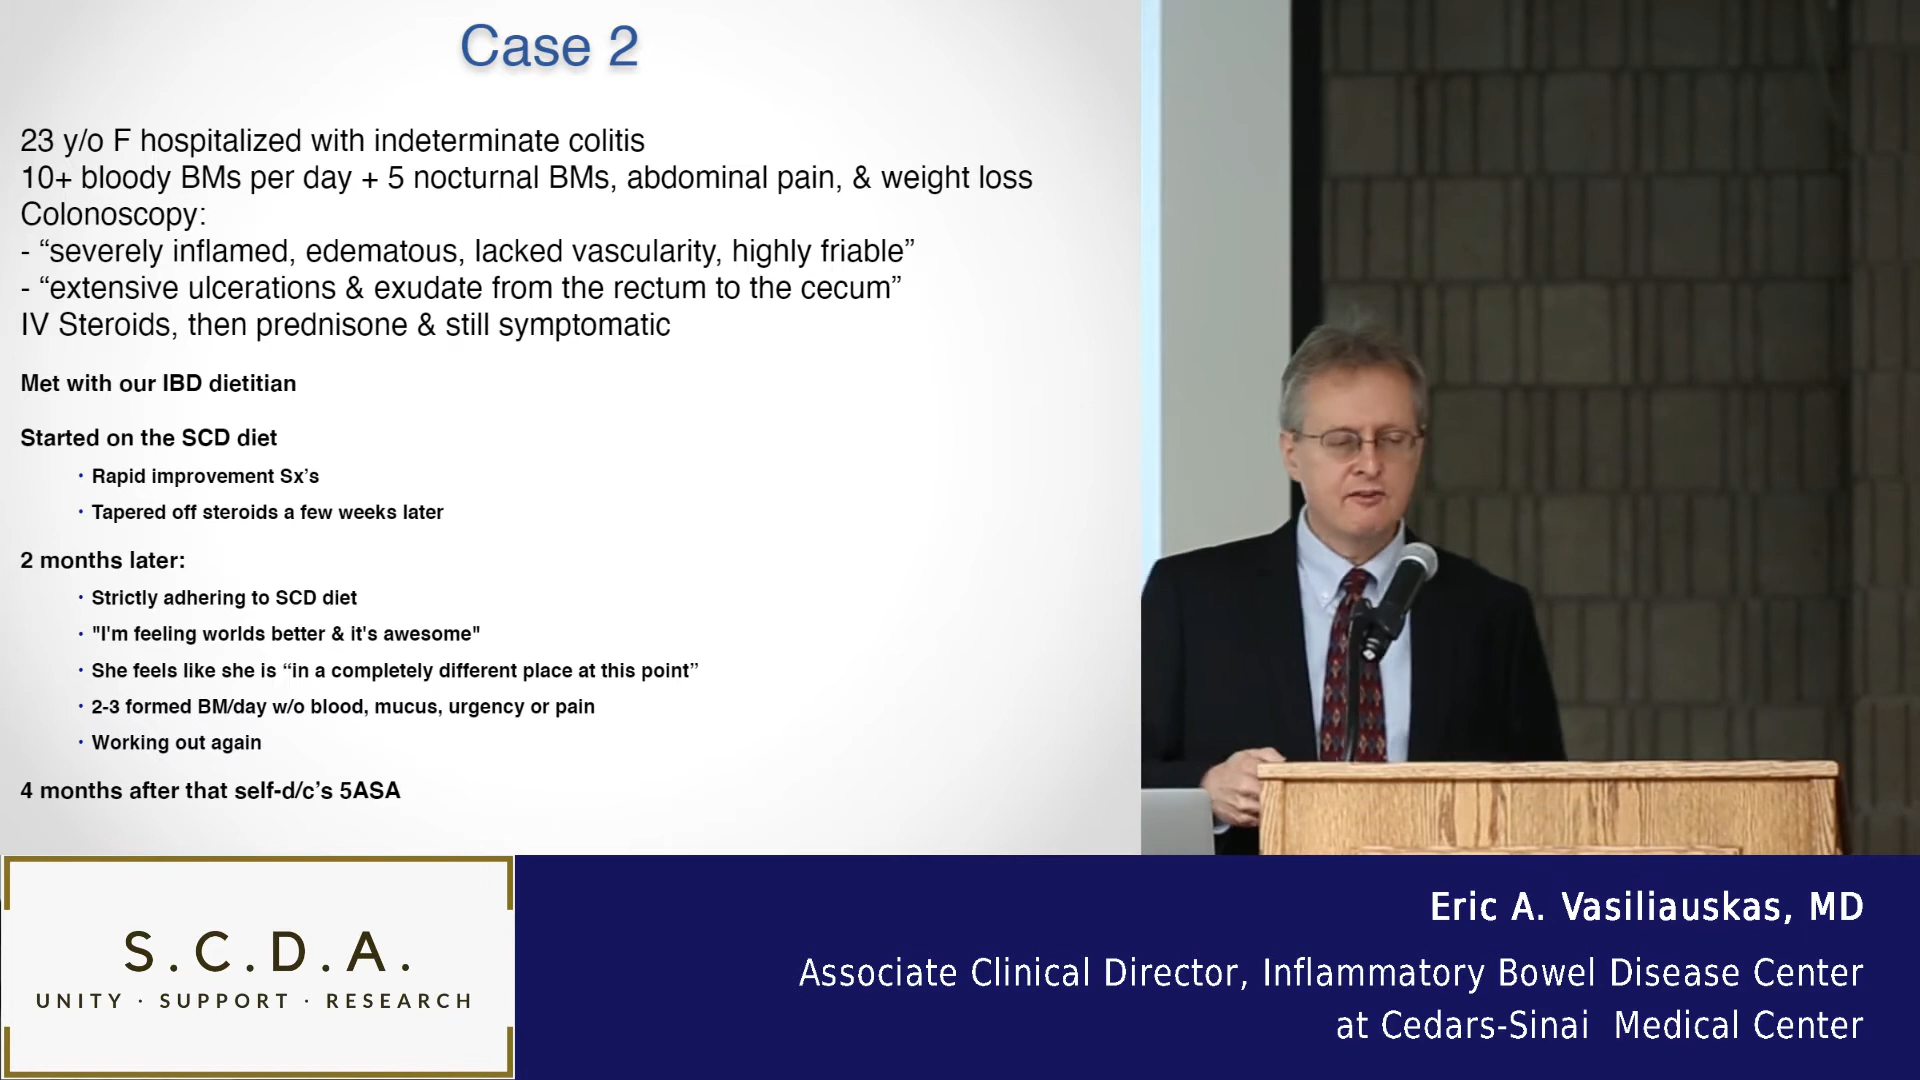 Case 2
23 y/o F hospitalized with indeterminate colitis
10+ bloody BMs per day + 5 nocturnal BMs, abdominal pain, & weight loss
Colonoscopy:
- “severely inflamed, edematous, lacked vascularity, highly friable”
- “extensive ulcerations & exudate from the rectum to the cecum”
IV Steroids, then prednisone & still symptomatic
Met with our IBD dietitian
Started on the SCD diet
· Rapid improvement Sx’s
· Tapered off steroids a few weeks later
2 months later:
· Strictly adhering to SCD diet
· "I'm feeling worlds better & it's awesome"
· She feels like she is “in a completely different place at this point”
· 2-3 formed BM/day w/o blood, mucus, urgency or pain
· Working out again
4 months after that self-d/c’s 5ASA
S.C.D.A.
UNITY · SUPPORT · RESEARCH
Eric A. Vasiliauskas, MD
Associate Clinical Director, Inflammatory Bowel Disease Center
at Cedars-Sinai Medical Center